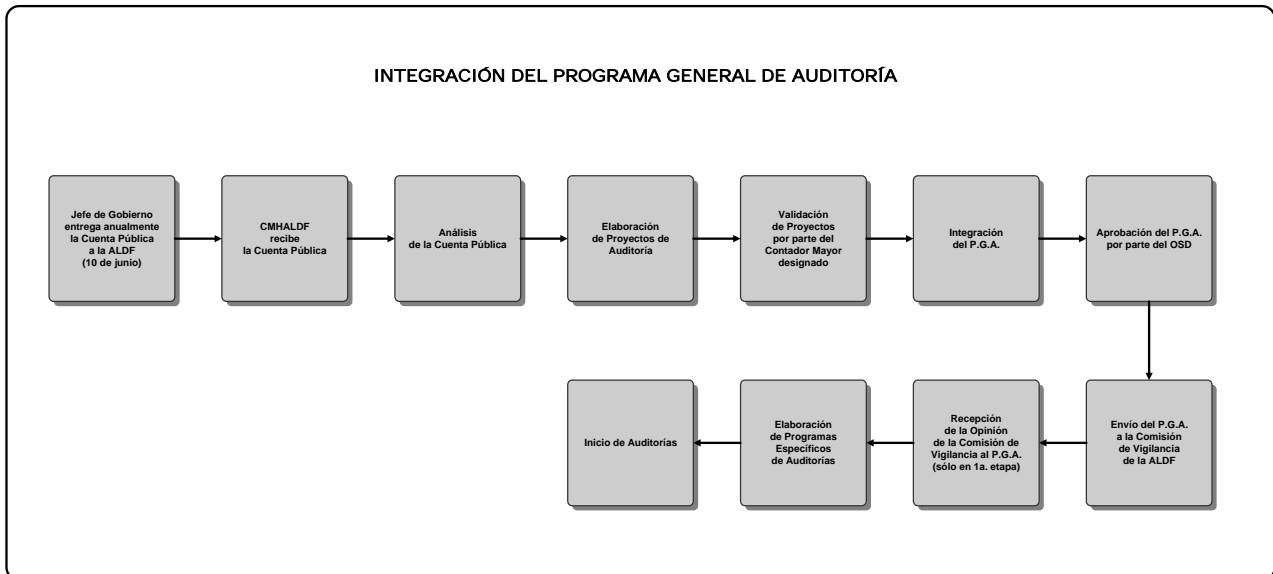 INTEGRACIÓN DEL PROGRAMA GENERAL DE AUDITORÍA
Jefe de Gobierno
entrega anualmente
la Cuenta Pública
a la ALDF
(10 de junio)
CMHALDF
recibe
la Cuenta Pública
Análisis
de la Cuenta Pública
Elaboración
de Proyectos de
Auditoría
Validación
de Proyectos
por parte del
Contador Mayor
designado
Integración
del P.G.A.
Aprobación del P.G.A.
por parte del OSD
Envío del P.G.A.
a la Comisión
de Vigilancia
de la ALDF
Recepción
de la Opinión
de la Comisión de
Vigilancia al P.G.A.
(sólo en 1a. etapa)
Elaboración
de Programas
Específicos
de Auditorías
Inicio de Auditorías